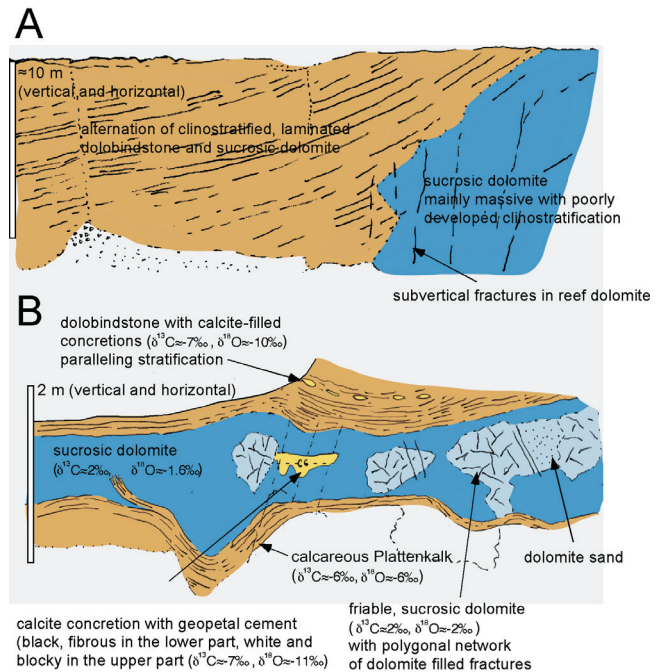 A
≈10 m
(vertical and horizontal)
alternation of clinostratified, laminated
dolobindstone and sucrosic dolomite
sucrosic dolomite
mainly massive with poorly
developed clinostratification
subvertical fractures in reef dolomite
B
dolobindstone with calcite-filled
concretions (δ¹³C≈-7‰, δ¹⁸O≈-10‰)
paralleling stratification
2 m (vertical and horizontal)
sucrosic dolomite
(δ¹³C≈2‰, δ¹⁸O≈-1.6‰)
calcareous Plattenkalk
(δ¹³C≈-6‰, δ¹⁸O≈-6‰)
dolomite sand
calcite concretion with geopetal cement
(black, fibrous in the lower part, white and
blocky in the upper part (δ¹³C≈-7‰, δ¹⁸O≈-11‰)
friable, sucrosic dolomite
(δ¹³C≈2‰, δ¹⁸O≈-2‰)
with polygonal network
of dolomite filled fractures